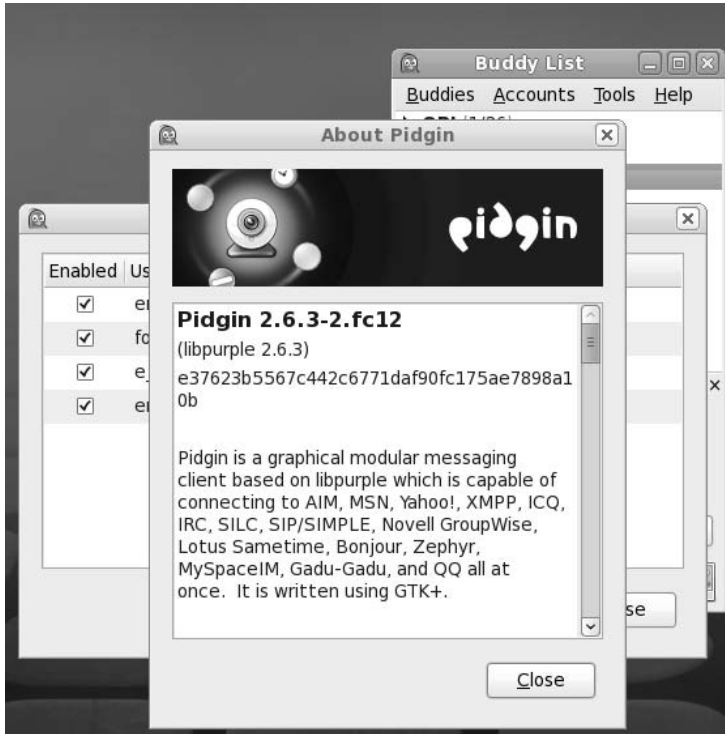 Buddy List
Buddies Accounts Tools Help
About Pidgin
pidgin
Enabled
Pidgin 2.6.3-2.fc12
(libpurple 2.6.3)
e37623b5567c442c6771daf90fc175ae7898a1
0b
Pidgin is a graphical modular messaging
client based on libpurple which is capable of
connecting to AIM, MSN, Yahoo!, XMPP, ICQ,
IRC, SILC, SIP/SIMPLE, Novell GroupWise,
Lotus Sametime, Bonjour, Zephyr,
MySpaceIM, Gadu-Gadu, and QQ all at
once. It is written using GTK+.
Close